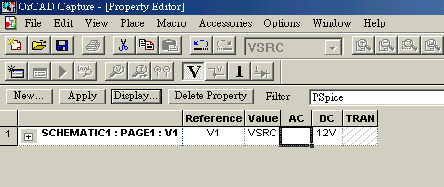 OrCAD Capture - [Property Editor]
File Edit View Place Macro Accessories Options Window Help
VSRC
V 1
New... Apply Display... Delete Property Filter PSpice
Reference Value AC DC TRAN
1 SCHEMATIC1 : PAGE1 : V1 V1 VSRC 12V